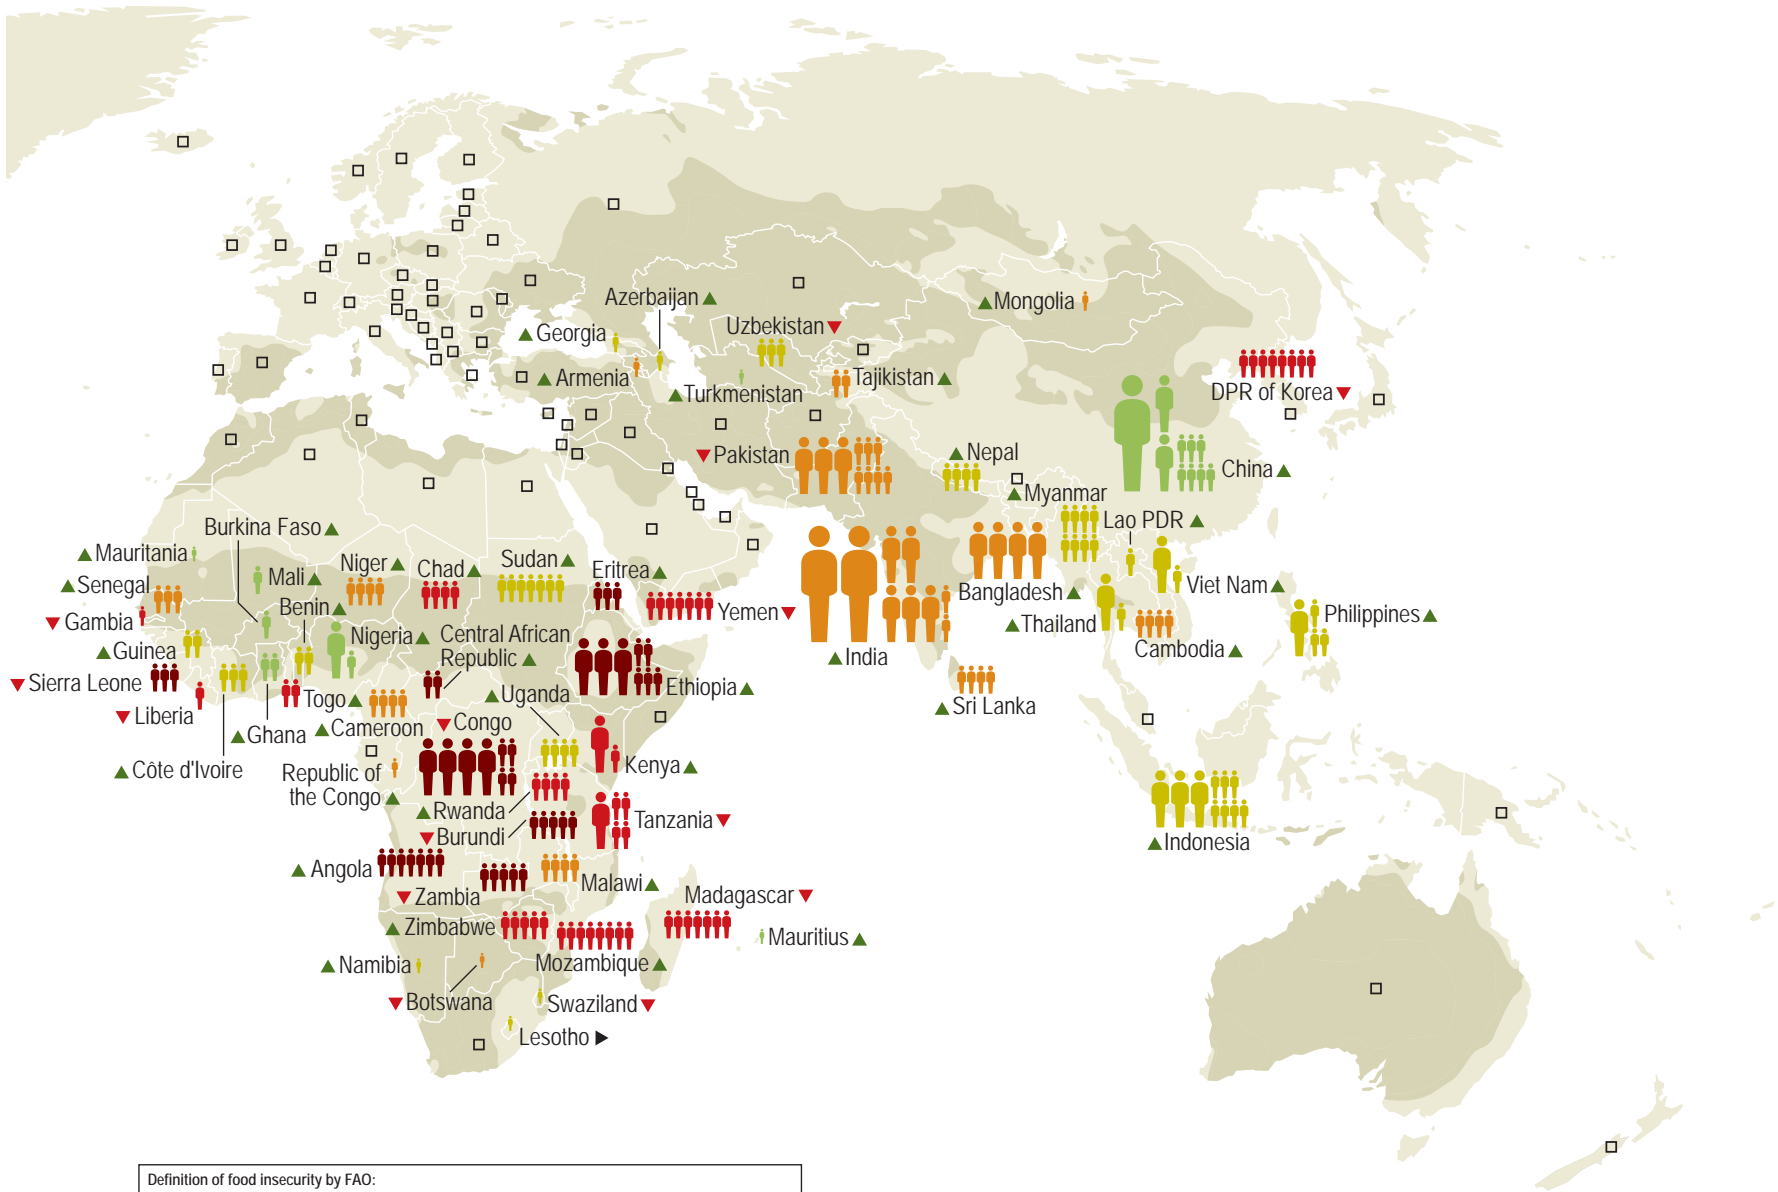 Azerbaijan
Mongolia
Georgia
Uzbekistan
Armenia
Tajikistan
Turkmenistan
DPR of Korea
Pakistan
Nepal
China
Myanmar
Lao PDR
Burkina Faso
Mauritania
Mali
Niger
Chad
Sudan
Eritrea
Senegal
Benin
Yemen
Bangladesh
Viet Nam
Gambia
Nigeria
Central African
Republic
Thailand
Philippines
Guinea
Cambodia
India
Sierra Leone
Togo
Uganda
Ethiopia
Liberia
Cameroon
Congo
Sri Lanka
Ghana
Côte d'Ivoire
Republic of
the Congo
Kenya
Rwanda
Burundi
Tanzania
Indonesia
Angola
Zambia
Malawi
Madagascar
Zimbabwe
Mauritius
Namibia
Mozambique
Botswana
Swaziland
Lesotho
Definition of food insecurity by FAO: